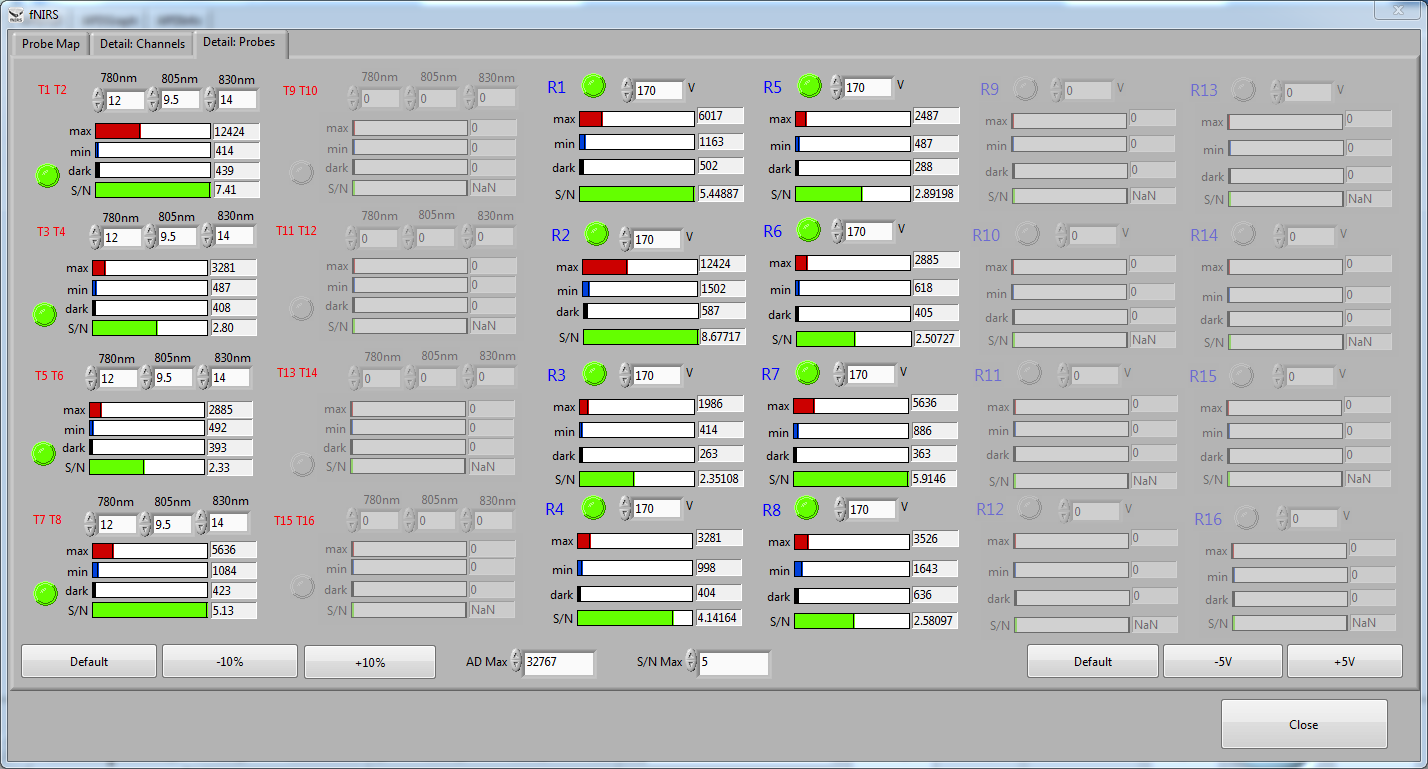 fNIRS
Probe Map Detail: Channels Detail: Probes
T1 T2 780nm 805nm 830nm
12 9.5 14
max 12424
min 414
dark 439
S/N 7.41
T3 T4 780nm 805nm 830nm
12 9.5 14
max 3281
min 487
dark 408
S/N 2.80
T5 T6 780nm 805nm 830nm
12 9.5 14
max 2885
min 492
dark 393
S/N 2.33
T7 T8 780nm 805nm 830nm
12 9.5 14
max 5636
min 1084
dark 423
S/N 5.13
T9 T10 780nm 805nm 830nm
0 0 0
max 0
min 0
dark 0
S/N NaN
T11 T12 780nm 805nm 830nm
0 0 0
max 0
min 0
dark 0
S/N NaN
T13 T14 780nm 805nm 830nm
0 0 0
max 0
min 0
dark 0
S/N NaN
T15 T16 780nm 805nm 830nm
0 0 0
max 0
min 0
dark 0
S/N NaN
R1 170 V
max 6017
min 1163
dark 502
S/N 5.44887
R2 170 V
max 12424
min 1502
dark 587
S/N 8.67717
R3 170 V
max 1986
min 414
dark 263
S/N 2.35108
R4 170 V
max 3281
min 998
dark 404
S/N 4.14164
R5 170 V
max 2487
min 487
dark 288
S/N 2.89198
R6 170 V
max 2885
min 618
dark 405
S/N 2.50727
R7 170 V
max 5636
min 886
dark 363
S/N 5.9146
R8 170 V
max 3526
min 1643
dark 636
S/N 2.58097
R9 0 V
max 0
min 0
dark 0
S/N NaN
R10 0 V
max 0
min 0
dark 0
S/N NaN
R11 0 V
max 0
min 0
dark 0
S/N NaN
R12 0 V
max 0
min 0
dark 0
S/N NaN
R13 0 V
max 0
min 0
dark 0
S/N NaN
R14 0 V
max 0
min 0
dark 0
S/N NaN
R15 0 V
max 0
min 0
dark 0
S/N NaN
R16 0 V
max 0
min 0
dark 0
S/N NaN
Default -10% +10% AD Max 32767 S/N Max 5 Default -5V +5V
Close